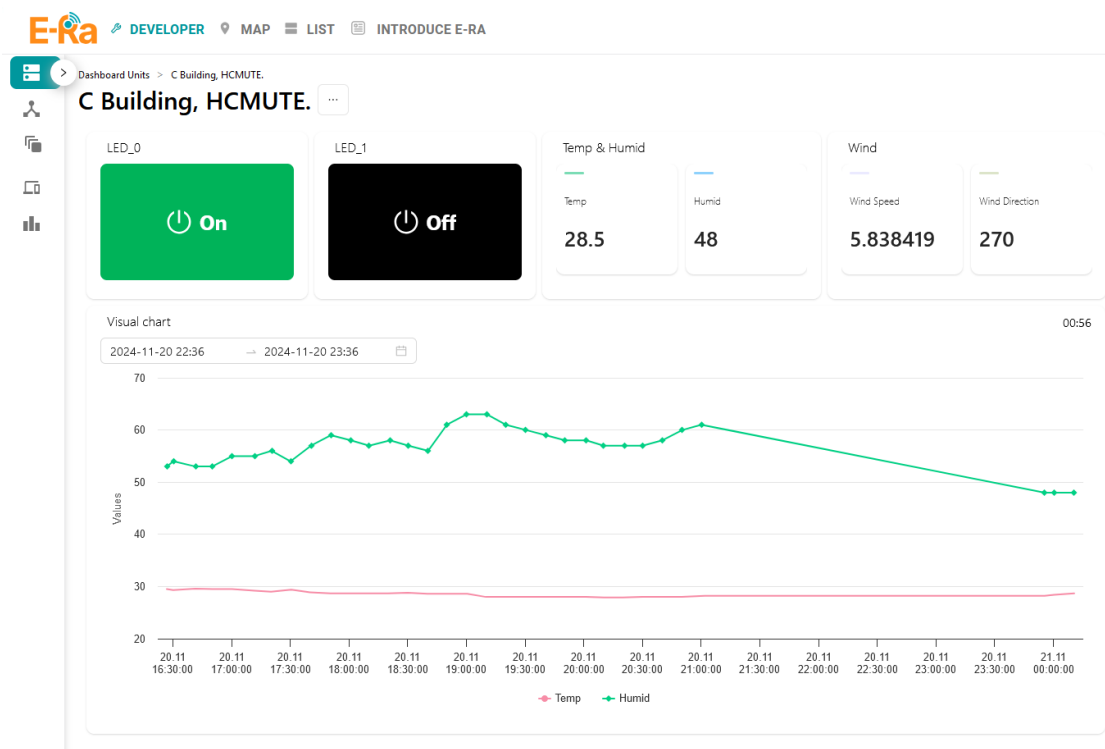 E-Ra DEVELOPER MAP LIST INTRODUCE E-RA
Dashboard Units > C Building, HCMUTE.
C Building, HCMUTE. ...
LED_0
On
LED_1
Off
Temp & Humid
Temp
28.5
Humid
48
Wind
Wind Speed
5.838419
Wind Direction
270
Visual chart
00:56
2024-11-20 22:36 → 2024-11-20 23:36
Values
70
60
50
40
30
20
20.11 20.11 20.11 20.11 20.11 20.11 20.11 20.11 20.11 20.11 20.11 20.11 20.11 20.11 20.11 21.11
16:30:00 17:00:00 17:30:00 18:00:00 18:30:00 19:00:00 19:30:00 20:00:00 20:30:00 21:00:00 21:30:00 22:00:00 22:30:00 23:00:00 23:30:00 00:00:00
Temp Humid